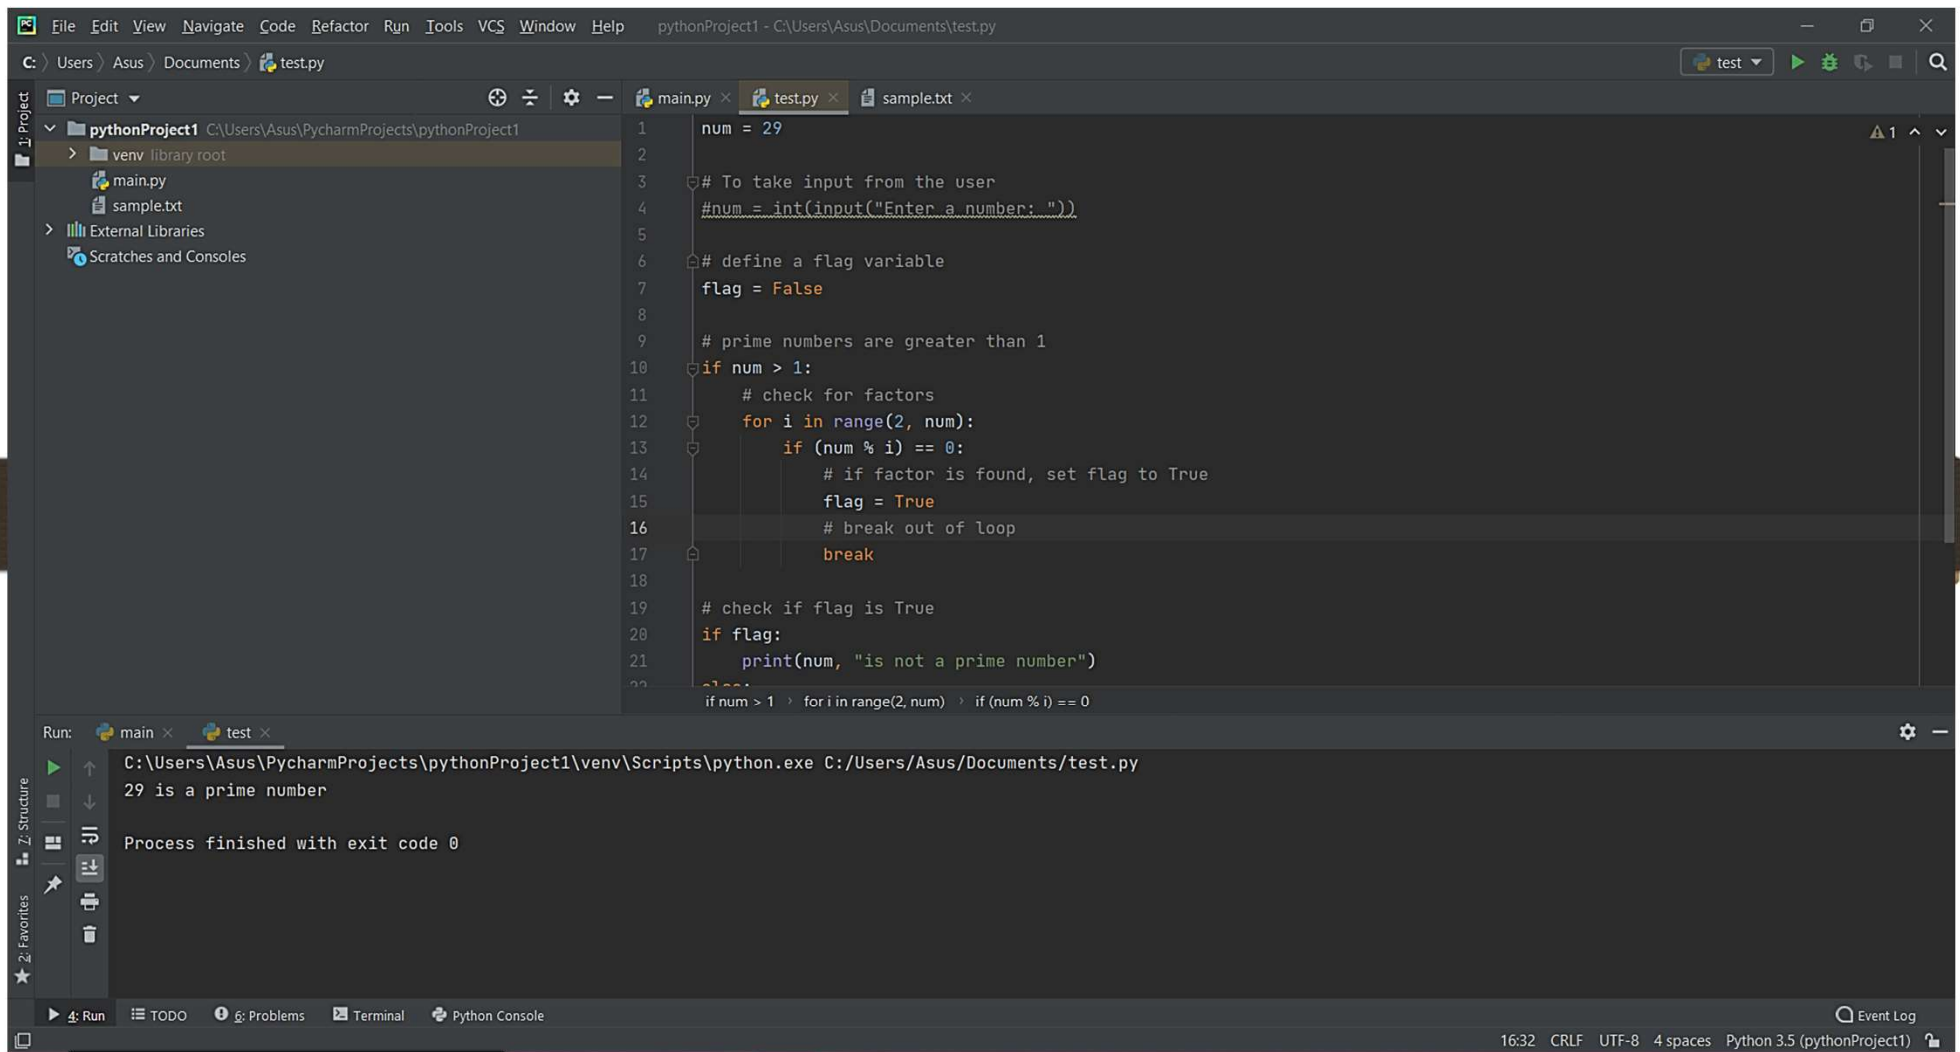 File Edit View Navigate Code Refactor Run Tools VCS Window Help pythonProject1 - C:\Users\Asus\Documents\test.py
C: Users Asus Documents test.py test
1: Project
Project main.py test.py sample.txt
pythonProject1 C:\Users\Asus\PycharmProjects\pythonProject1
venv library root
main.py
sample.txt
External Libraries
Scratches and Consoles
1 num = 29
1
2
3 # To take input from the user
4 #num = int(input("Enter a number: "))
5
6 # define a flag variable
7 flag = False
8
9 # prime numbers are greater than 1
10 if num > 1:
11 # check for factors
12 for i in range(2, num):
13 if (num % i) == 0:
14 # if factor is found, set flag to True
15 flag = True
16 # break out of loop
17 break
18
19 # check if flag is True
20 if flag:
21 print(num, "is not a prime number")
22 else:
if num > 1 › for i in range(2, num) › if (num % i) == 0
Run: main test
C:\Users\Asus\PycharmProjects\pythonProject1\venv\Scripts\python.exe C:/Users/Asus/Documents/test.py
29 is a prime number
Process finished with exit code 0
7: Structure
2: Favorites
4: Run TODO 6: Problems Terminal Python Console Event Log
16:32 CRLF UTF-8 4 spaces Python 3.5 (pythonProject1)